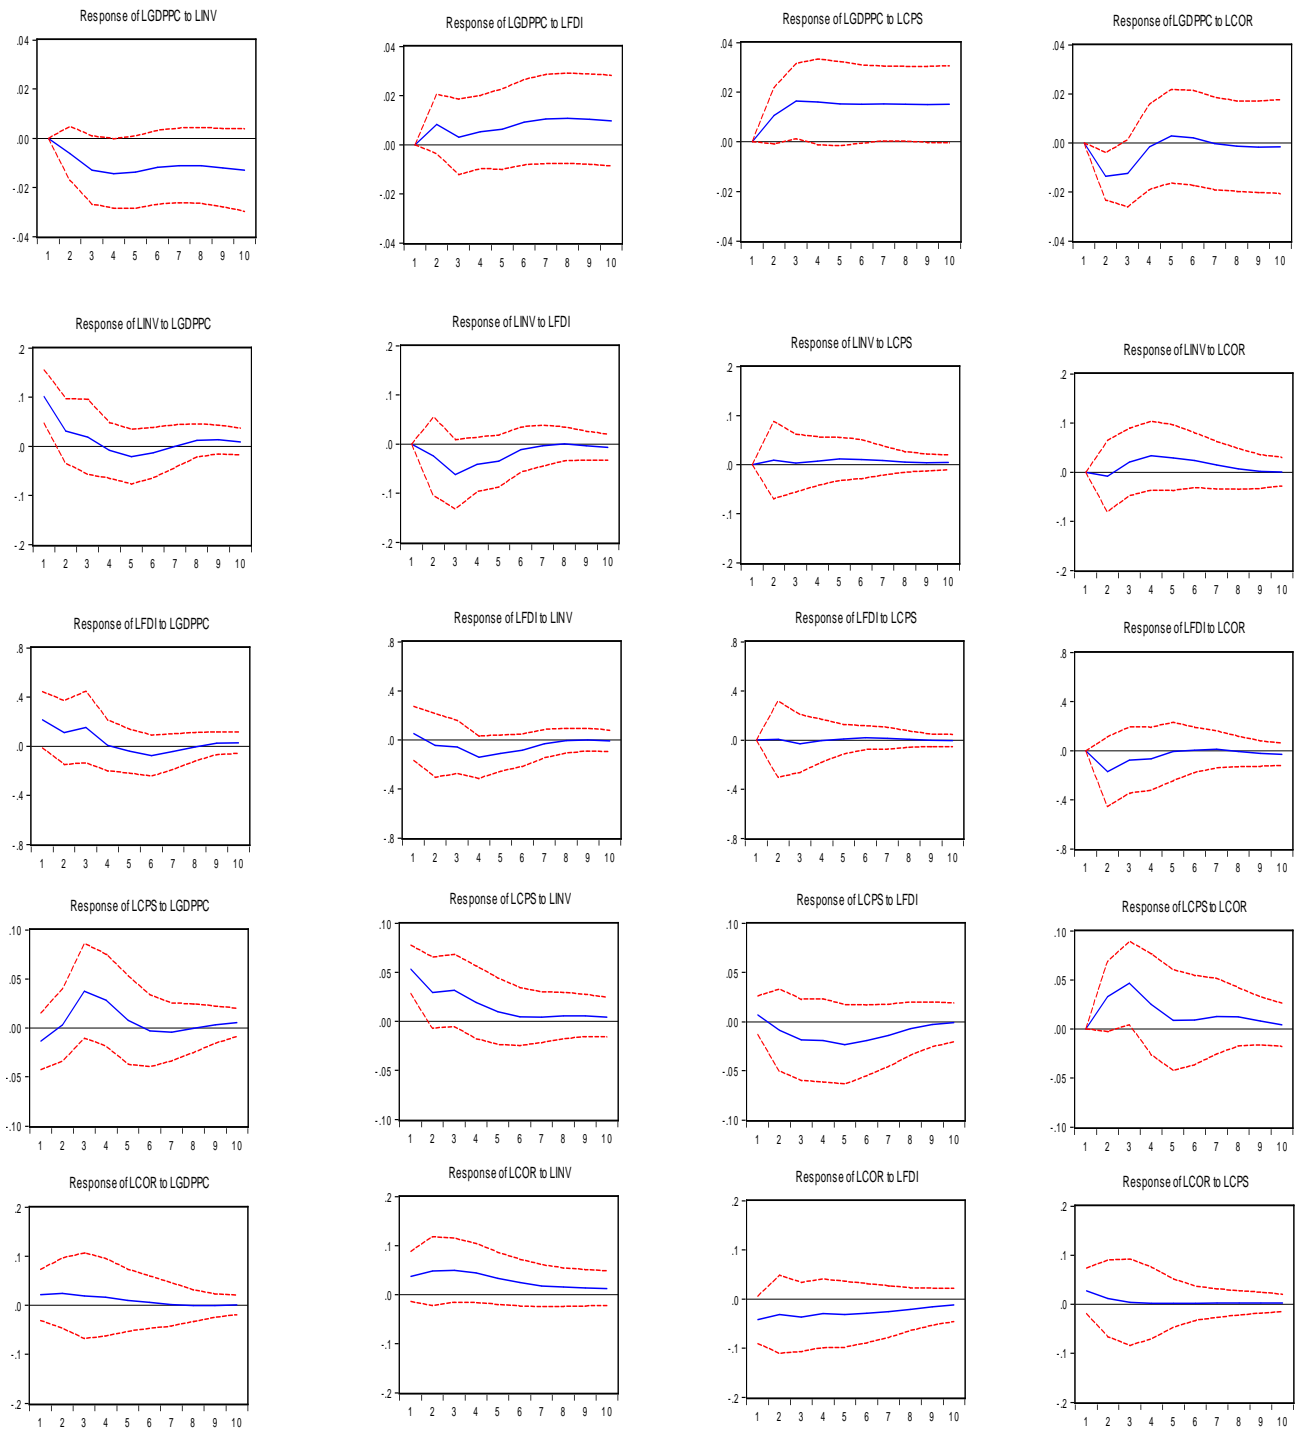 Response of LGDPPC to LINV
.04
.02
.00
-.02
-.04
1 2 3 4 5 6 7 8 9 10
Response of LGDPPC to LFDI
.04
.02
.00
-.02
-.04
1 2 3 4 5 6 7 8 9 10
Response of LGDPPC to LCPS
.04
.02
.00
-.02
-.04
1 2 3 4 5 6 7 8 9 10
Response of LGDPPC to LCOR
.04
.02
.00
-.02
-.04
1 2 3 4 5 6 7 8 9 10
Response of LINV to LGDPPC
.2
.1
.0
-.1
-.2
1 2 3 4 5 6 7 8 9 10
Response of LINV to LFDI
.2
.1
.0
-.1
-.2
1 2 3 4 5 6 7 8 9 10
Response of LINV to LCPS
.2
.1
.0
-.1
-.2
1 2 3 4 5 6 7 8 9 10
Response of LINV to LCOR
.2
.1
.0
-.1
-.2
1 2 3 4 5 6 7 8 9 10
Response of LFDI to LGDPPC
.8
.4
.0
-.4
-.8
1 2 3 4 5 6 7 8 9 10
Response of LFDI to LINV
.8
.4
.0
-.4
-.8
1 2 3 4 5 6 7 8 9 10
Response of LFDI to LCPS
.8
.4
.0
-.4
-.8
1 2 3 4 5 6 7 8 9 10
Response of LFDI to LCOR
.8
.4
.0
-.4
-.8
1 2 3 4 5 6 7 8 9 10
Response of LCPS to LGDPPC
.10
.05
.00
-.05
-.10
1 2 3 4 5 6 7 8 9 10
Response of LCPS to LINV
.10
.05
.00
-.05
-.10
1 2 3 4 5 6 7 8 9 10
Response of LCPS to LFDI
.10
.05
.00
-.05
-.10
1 2 3 4 5 6 7 8 9 10
Response of LCPS to LCOR
.10
.05
.00
-.05
-.10
1 2 3 4 5 6 7 8 9 10
Response of LCOR to LGDPPC
.2
.1
.0
-.1
-.2
1 2 3 4 5 6 7 8 9 10
Response of LCOR to LINV
.2
.1
.0
-.1
-.2
1 2 3 4 5 6 7 8 9 10
Response of LCOR to LFDI
.2
.1
.0
-.1
-.2
1 2 3 4 5 6 7 8 9 10
Response of LCOR to LCPS
.2
.1
.0
-.1
-.2
1 2 3 4 5 6 7 8 9 10